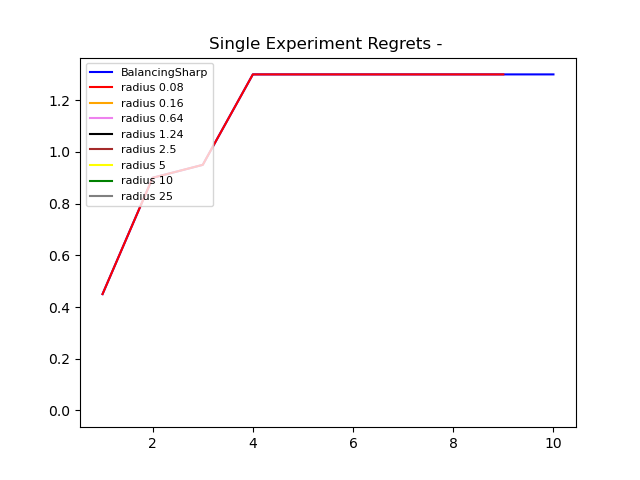 Single Experiment Regrets -
BalancingSharp
radius 0.08
radius 0.16
radius 0.64
radius 1.24
radius 2.5
radius 5
radius 10
radius 25
1.2
1.0
0.8
0.6
0.4
0.2
0.0
2 4 6 8 10